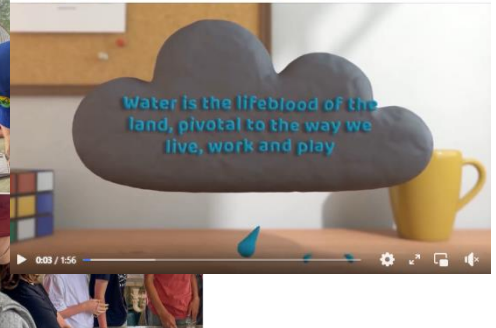 Water is the lifeblood of the
land, pivotal to the way we
live, work and play
0:03 / 1:56